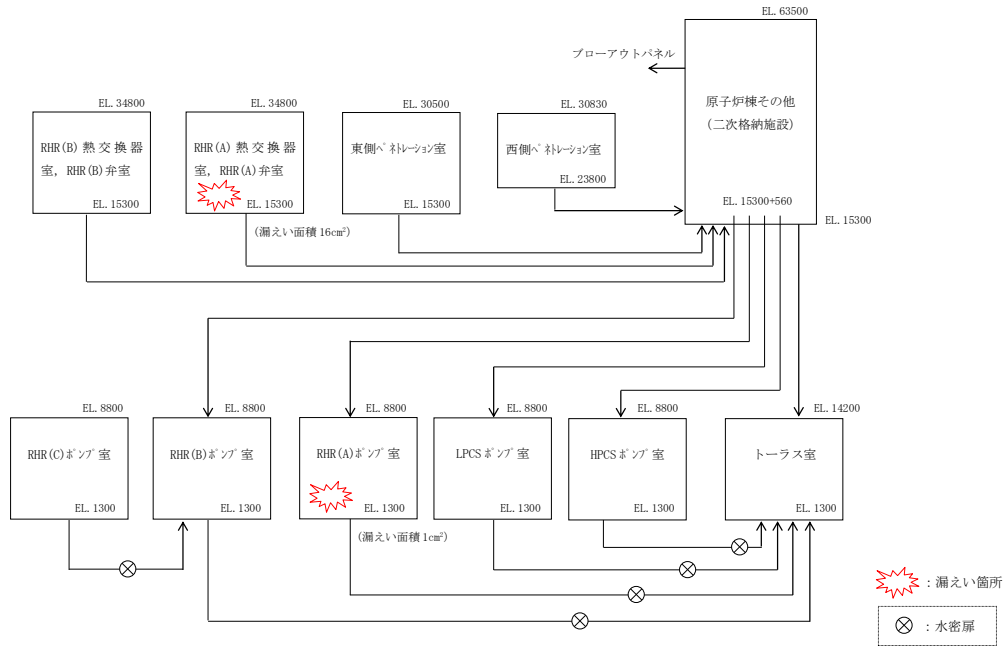 EL. 63500
ブローアウトパネル
原子炉棟その他
(二次格納施設)
EL. 15300+560
EL. 15300
EL. 34800
RHR(B) 熱交換器
室, RHR(B)弁室
EL. 15300
EL. 34800
RHR(A) 熱交換器
室, RHR(A)弁室
EL. 15300
(漏えい面積 16cm²)
EL. 30500
東側ペネトレーション室
EL. 15300
EL. 30830
西側ペネトレーション室
EL. 23800
EL. 8800
RHR(C)ポンプ室
EL. 1300
EL. 8800
RHR(B)ポンプ室
EL. 1300
EL. 8800
RHR(A)ポンプ室
EL. 1300
(漏えい面積 1cm²)
EL. 8800
LPCSポンプ室
EL. 1300
EL. 8800
HPCSポンプ室
EL. 1300
EL. 14200
トーラス室
EL. 1300
：漏えい箇所
：水密扉